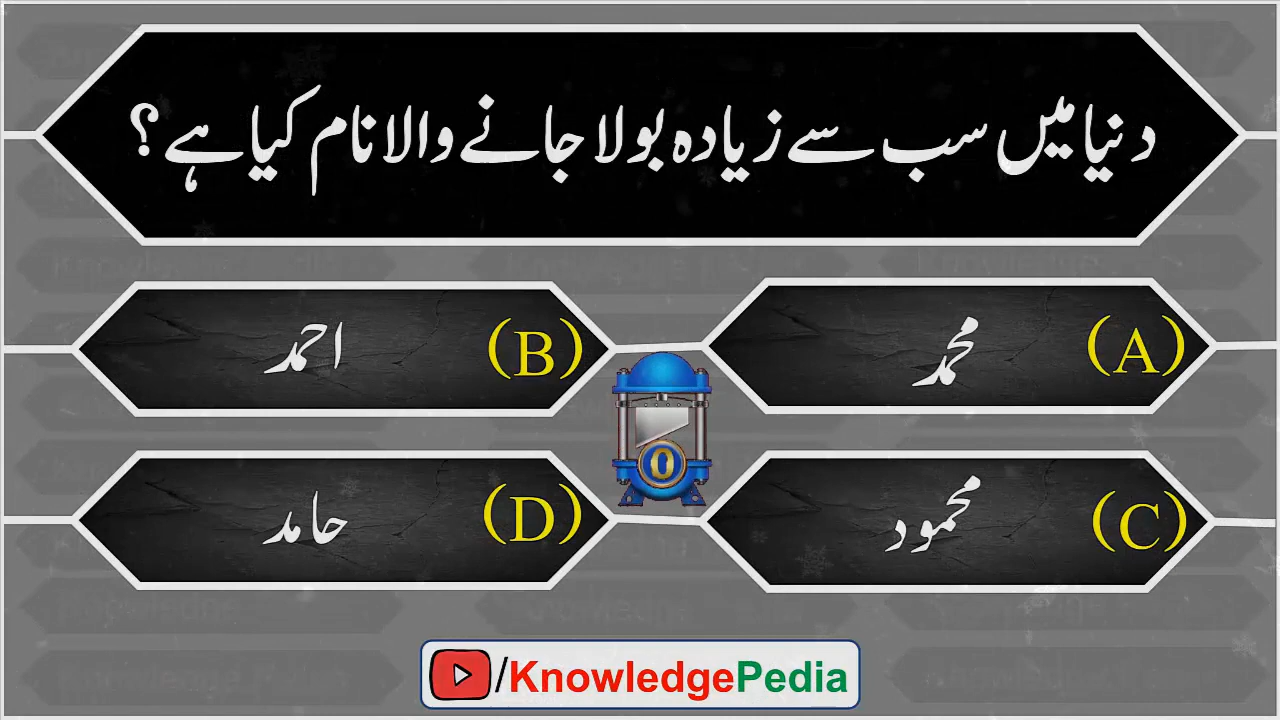 دنیا میں سب سے زیادہ بولا جانے والا نام کیا ہے؟
(A) محمد
(B) احمد
(C) محمود
(D) حامد
0
/KnowledgePedia